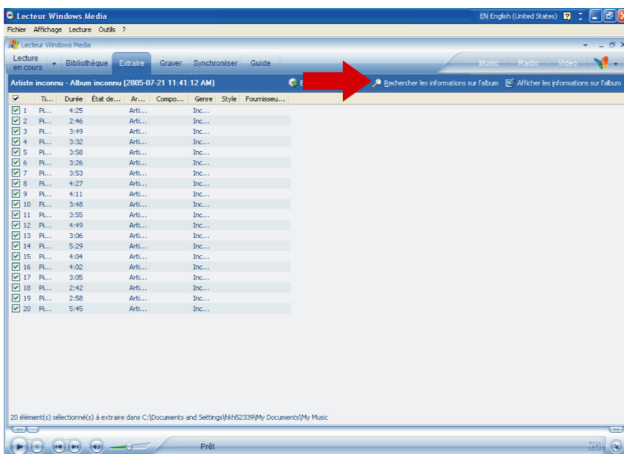 Lecteur Windows Media EN English (United States)
Fichier Affichage Lecture Outils ?
Lecteur Windows Media
Lecture en cours Bibliothèque Extraire Graver Synchroniser Guide Music Radio Video
Artiste inconnu - Album inconnu (2005-07-21 11:41:12 AM) Rechercher les informations sur l'album Afficher les informations sur l'album
Ti... Durée État de... Ar... Compo... Genre Style Fournisseu...
1 Pi... 4:25 Arti... Inc...
2 Pi... 2:46 Arti... Inc...
3 Pi... 3:49 Arti... Inc...
4 Pi... 3:32 Arti... Inc...
5 Pi... 3:58 Arti... Inc...
6 Pi... 3:26 Arti... Inc...
7 Pi... 3:53 Arti... Inc...
8 Pi... 4:27 Arti... Inc...
9 Pi... 4:11 Arti... Inc...
10 Pi... 3:48 Arti... Inc...
11 Pi... 3:55 Arti... Inc...
12 Pi... 4:49 Arti... Inc...
13 Pi... 3:06 Arti... Inc...
14 Pi... 5:29 Arti... Inc...
15 Pi... 4:04 Arti... Inc...
16 Pi... 4:02 Arti... Inc...
17 Pi... 3:05 Arti... Inc...
18 Pi... 2:42 Arti... Inc...
19 Pi... 2:58 Arti... Inc...
20 Pi... 5:45 Arti... Inc...
20 élément(s) sélectionné(s) à extraire dans C:\Documents and Settings\hkh52339\My Documents\My Music
Prêt